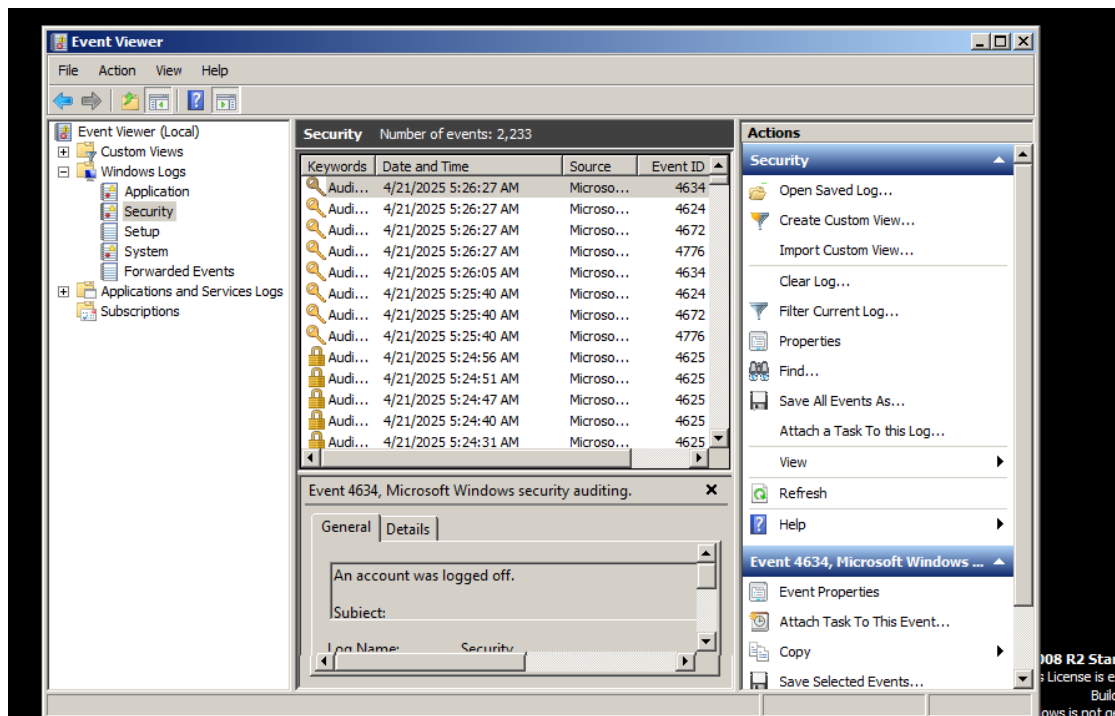 Event Viewer
File Action View Help
Event Viewer (Local)
Custom Views
Windows Logs
Application
Security
Setup
System
Forwarded Events
Applications and Services Logs
Subscriptions
Security Number of events: 2,233
Keywords Date and Time Source Event ID
Audi... 4/21/2025 5:26:27 AM Microso... 4634
Audi... 4/21/2025 5:26:27 AM Microso... 4624
Audi... 4/21/2025 5:26:27 AM Microso... 4672
Audi... 4/21/2025 5:26:27 AM Microso... 4776
Audi... 4/21/2025 5:26:05 AM Microso... 4634
Audi... 4/21/2025 5:25:40 AM Microso... 4624
Audi... 4/21/2025 5:25:40 AM Microso... 4672
Audi... 4/21/2025 5:25:40 AM Microso... 4776
Audi... 4/21/2025 5:24:56 AM Microso... 4625
Audi... 4/21/2025 5:24:51 AM Microso... 4625
Audi... 4/21/2025 5:24:47 AM Microso... 4625
Audi... 4/21/2025 5:24:40 AM Microso... 4625
Audi... 4/21/2025 5:24:31 AM Microso... 4625
Event 4634, Microsoft Windows security auditing.
General Details
An account was logged off.
Subject:
Log Name: Security
Actions
Security
Open Saved Log...
Create Custom View...
Import Custom View...
Clear Log...
Filter Current Log...
Properties
Find...
Save All Events As...
Attach a Task To this Log...
View
Refresh
Help
Event 4634, Microsoft Windows ...
Event Properties
Attach Task To This Event...
Copy
Save Selected Events...
008 R2 Star
s License is e
Build
ows is not ge